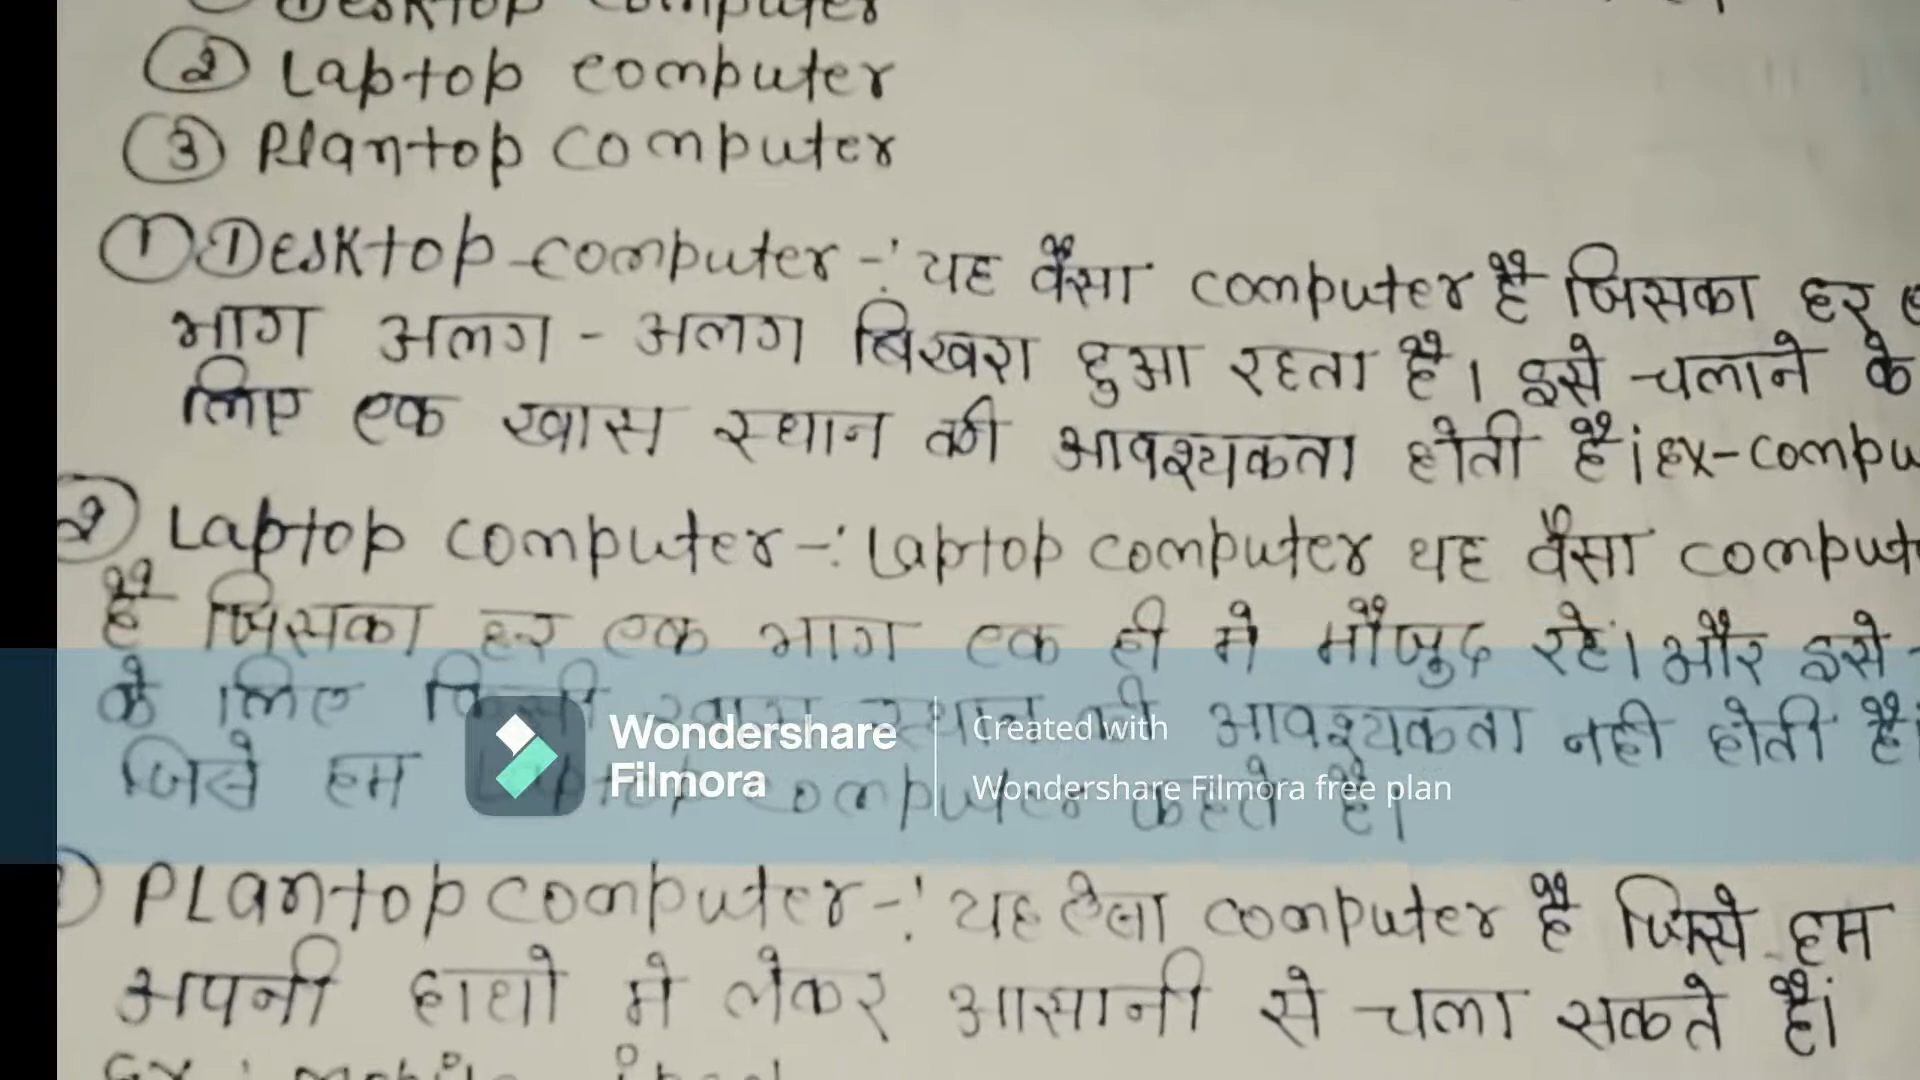 Desktop computer
② Laptop computer
③ Plantop computer
① Desktop computer -: यह वैसा computer है जिसका हर
भाग अलग - अलग बिखरा हुआ रहता है। इसे चलाने के
लिए एक खास स्थान की आवश्यकता होती है। Ex-compu
② Laptop computer -: Laptop computer यह वैसा comput
है जिसका हर एक भाग एक ही मे मौजुद रहे। और इसे
के लिए किसी खास स्थान की आवश्यकता नही होती है।
जिसे हम Laptop computer कहते है।
Wondershare Filmora
Created with
Wondershare Filmora free plan
PLantop computer -: यह ऐसा computer है जिसे हम
अपनी हाथो मे लेकर आसानी से चला सकते है।